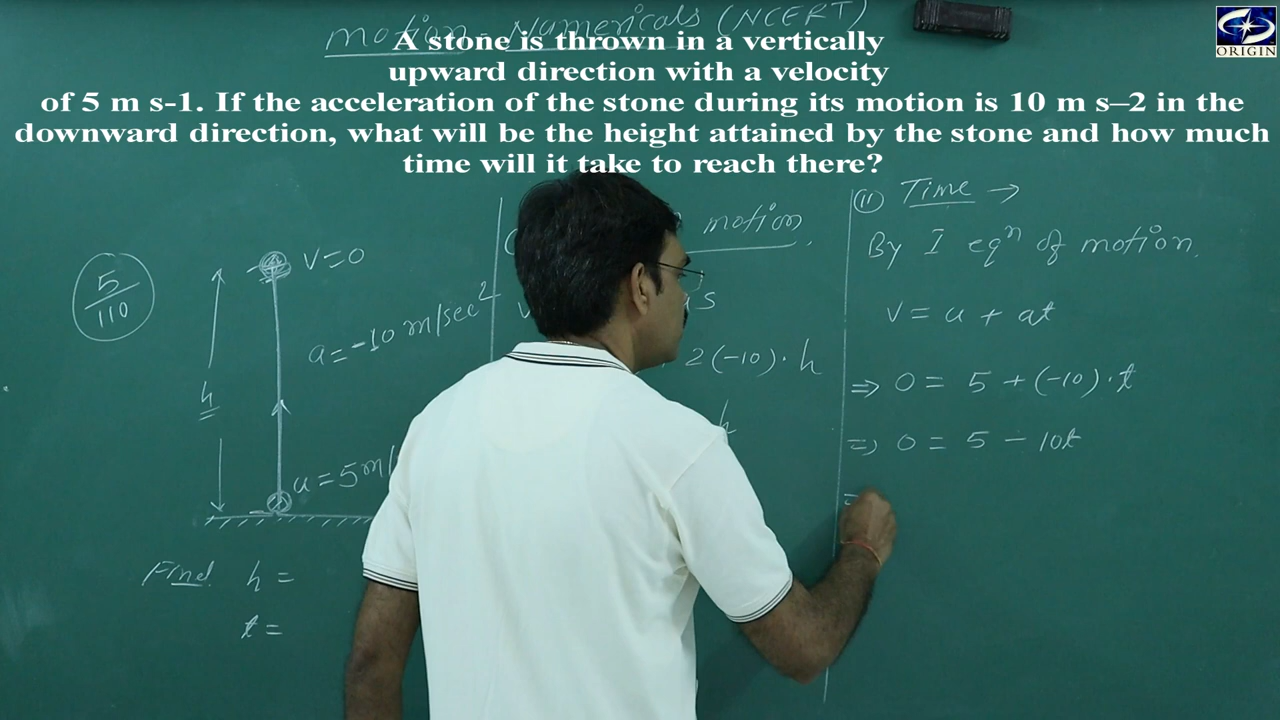 motion - Numericals (NCERT)
A stone is thrown in a vertically
upward direction with a velocity
of 5 m s-1. If the acceleration of the stone during its motion is 10 m s–2 in the
downward direction, what will be the height attained by the stone and how much
time will it take to reach there?
ORIGIN
5/110
v=0
a=-10 m/sec²
h
u=5m/
Find h =
t =
motion.
s
2(-10)·h
h
(II) Time →
By I eqⁿ of motion.
v = u + at
⇒ 0 = 5 + (-10)·t
⇒ 0 = 5 - 10t